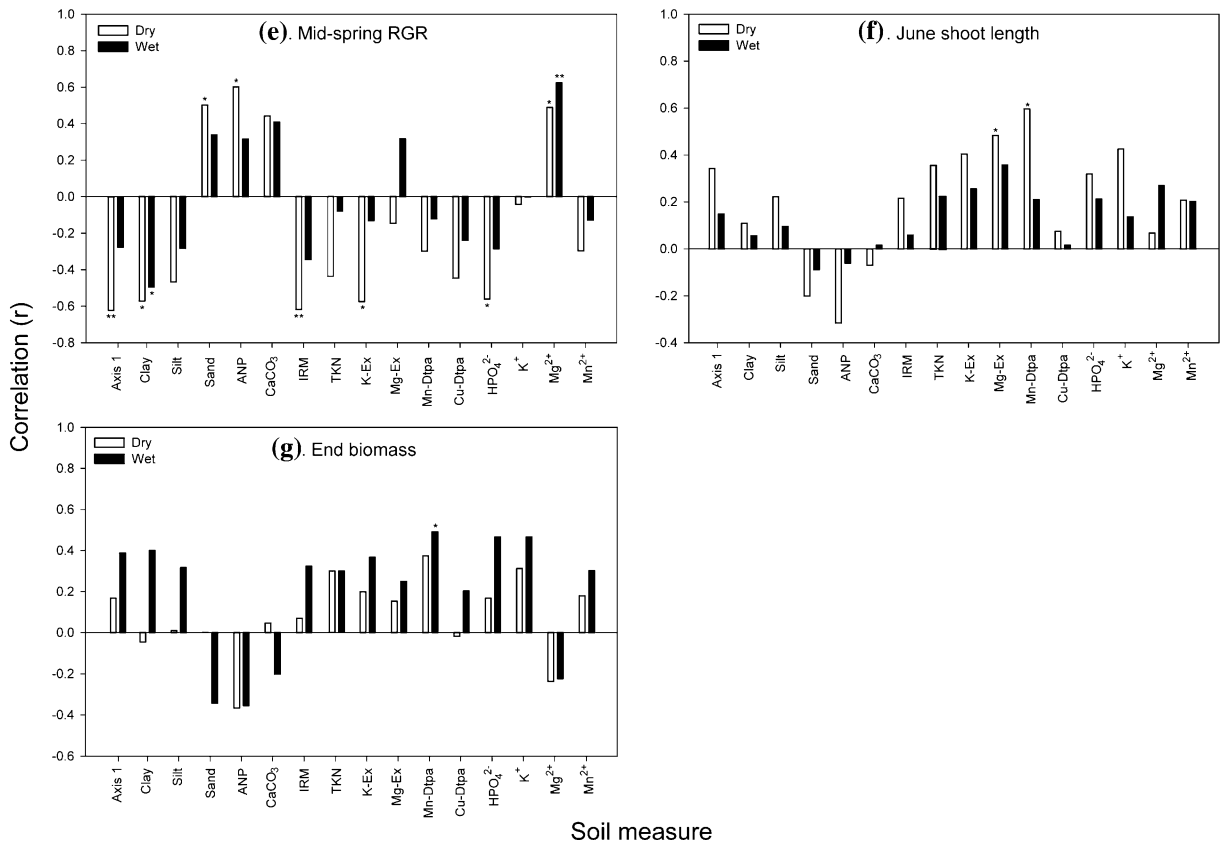 Correlation (r)
(e). Mid-spring RGR
Dry
Wet
1.0
0.8
0.6
0.4
0.2
0.0
-0.2
-0.4
-0.6
-0.8
* * * * ** ** * * ** * *
Axis 1 Clay Silt Sand ANP CaCO₃ IRM TKN K-Ex Mg-Ex Mn-Dtpa Cu-Dtpa HPO₄²⁻ K⁺ Mg²⁺ Mn²⁺
(f). June shoot length
Dry
Wet
1.0
0.8
0.6
0.4
0.2
0.0
-0.2
-0.4
* *
Axis 1 Clay Silt Sand ANP CaCO₃ IRM TKN K-Ex Mg-Ex Mn-Dtpa Cu-Dtpa HPO₄²⁻ K⁺ Mg²⁺ Mn²⁺
(g). End biomass
Dry
Wet
1.0
0.8
0.6
0.4
0.2
0.0
-0.2
-0.4
-0.6
*
Axis 1 Clay Silt Sand ANP CaCO₃ IRM TKN K-Ex Mg-Ex Mn-Dtpa Cu-Dtpa HPO₄²⁻ K⁺ Mg²⁺ Mn²⁺
Soil measure